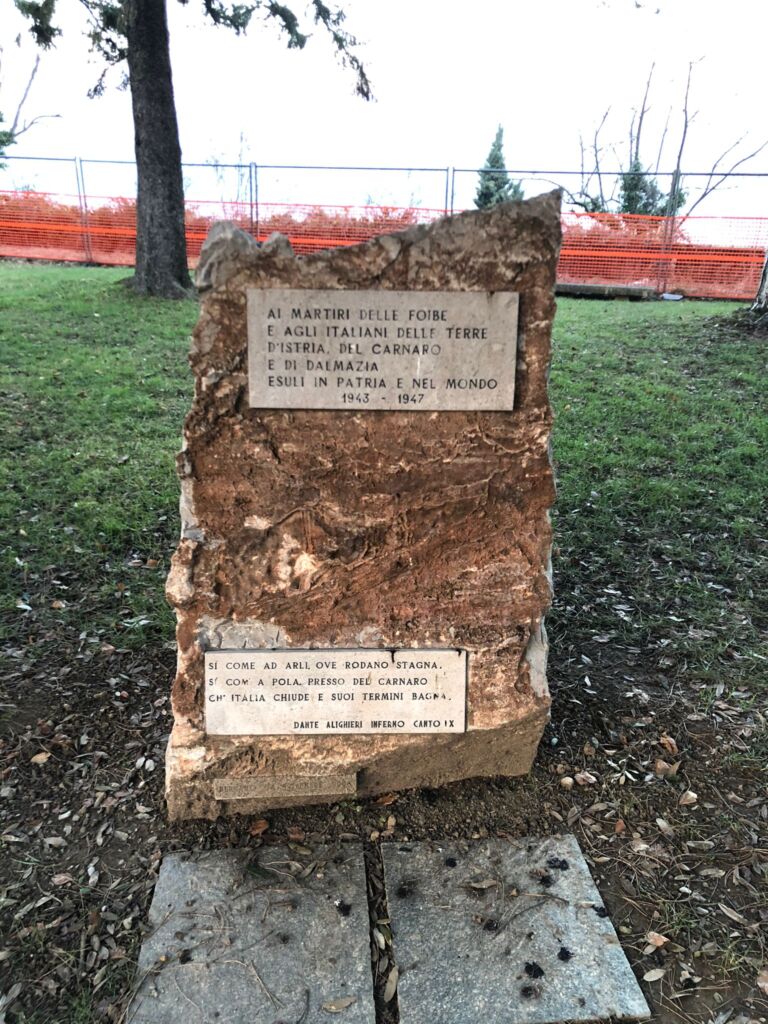 AI MARTIRI DELLE FOIBE
E AGLI ITALIANI DELLE TERRE
D'ISTRIA, DEL CARNARO
E DI DALMAZIA
ESULI IN PATRIA E NEL MONDO
1943 - 1947
SÍ COME AD ARLI, OVE RODANO STAGNA,
SÍ COM A POLA, PRESSO DEL CARNARO
CH' ITALIA CHIUDE E SUOI TERMINI BAGNA.
DANTE ALIGHIERI INFERNO CANTO IX